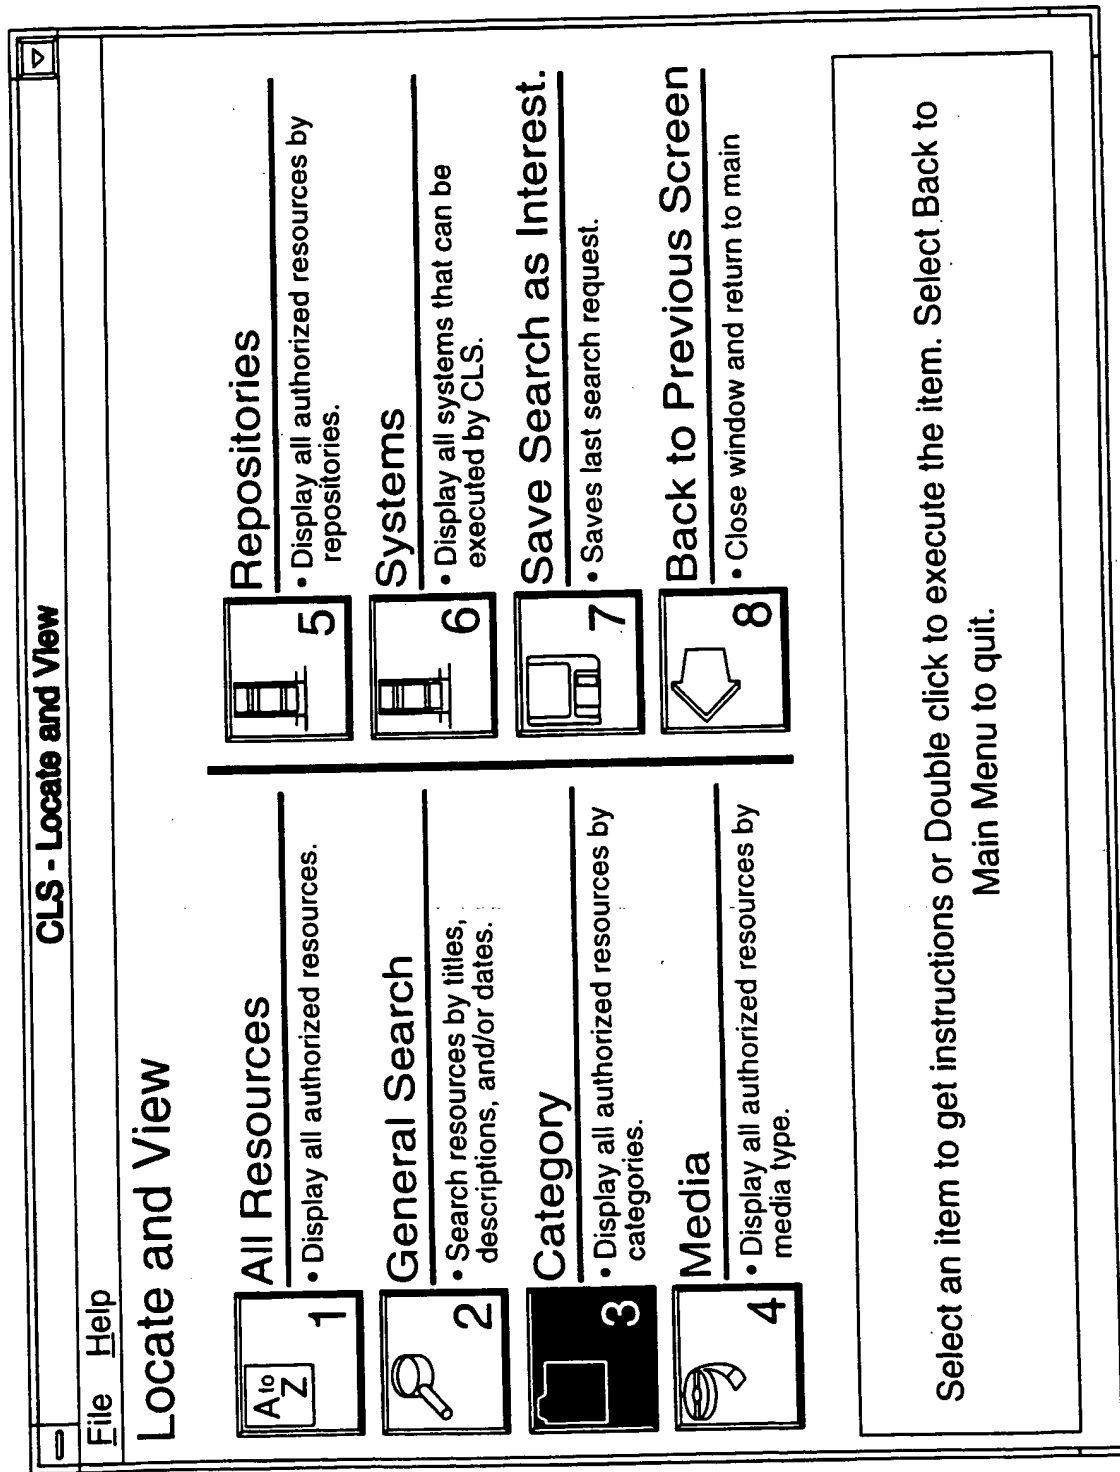 CLS - Locate and View
File Help
Locate and View
A to
Z
1
All Resources
• Display all authorized resources.
2
General Search
• Search resources by titles,
descriptions, and/or dates.
3
Category
• Display all authorized resources by
categories.
4
Media
• Display all authorized resources by
media type.
5
Repositories
• Display all authorized resources by
repositories.
6
Systems
• Display all systems that can be
executed by CLS.
7
Save Search as Interest.
• Saves last search request.
8
Back to Previous Screen
• Close window and return to main
Select an item to get instructions or Double click to execute the item. Select Back to
Main Menu to quit.